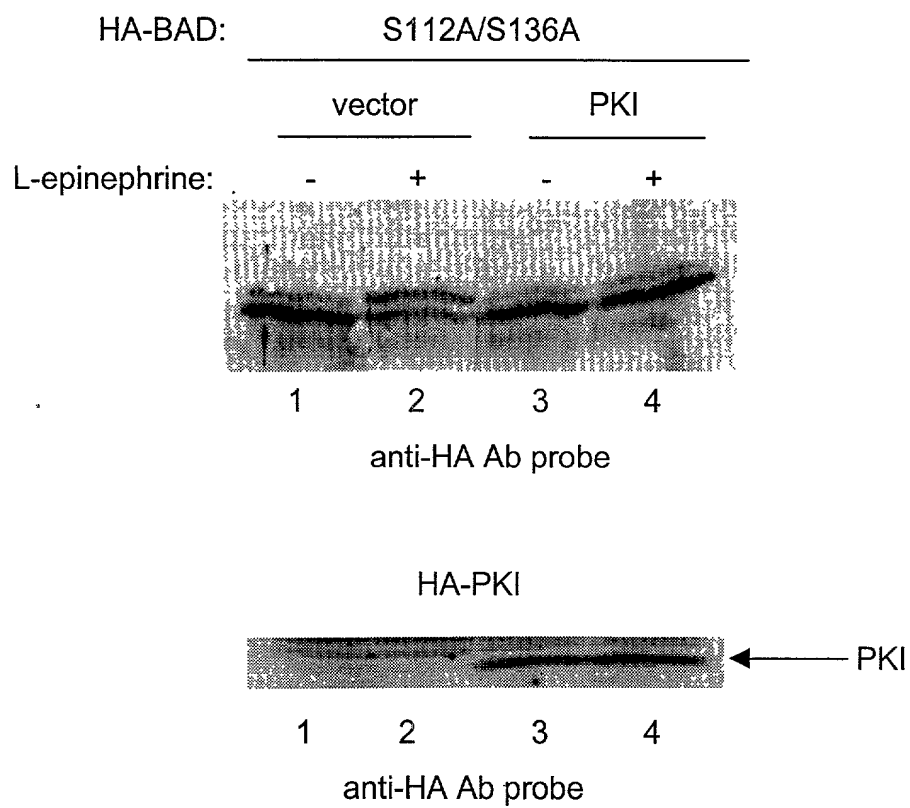 HA-BAD: S112A/S136A
vector PKI
L-epinephrine: - + - +
1 2 3 4
anti-HA Ab probe
HA-PKI
PKI
1 2 3 4
anti-HA Ab probe